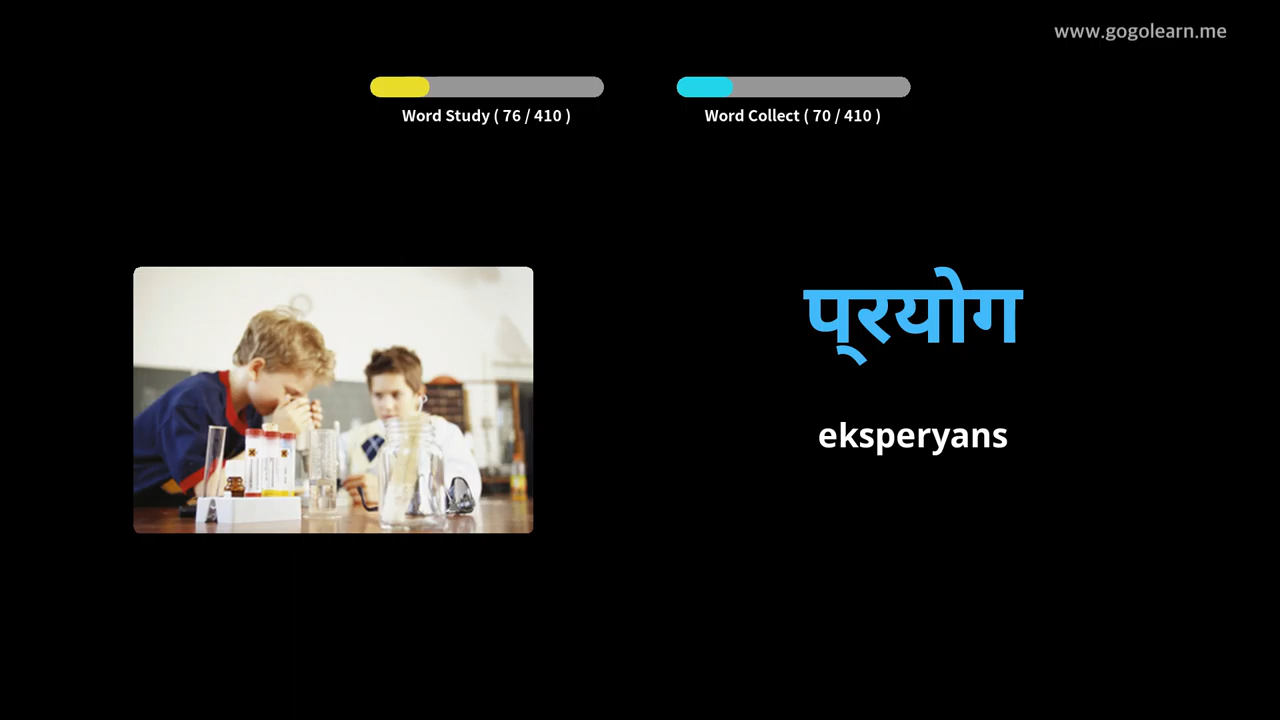 www.gogolearn.me
Word Study ( 76 / 410 )
Word Collect ( 70 / 410 )
प्रयोग
eksperyans